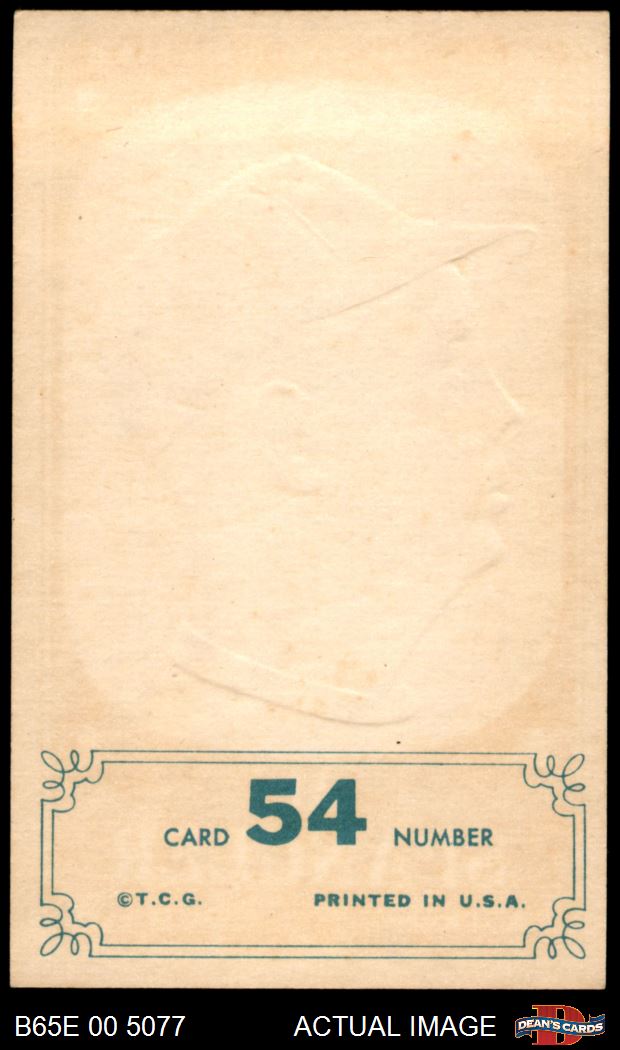 CARD 54 NUMBER
©T.C.G. PRINTED IN U.S.A.
B65E 00 5077 ACTUAL IMAGE DEAN'S CARDS